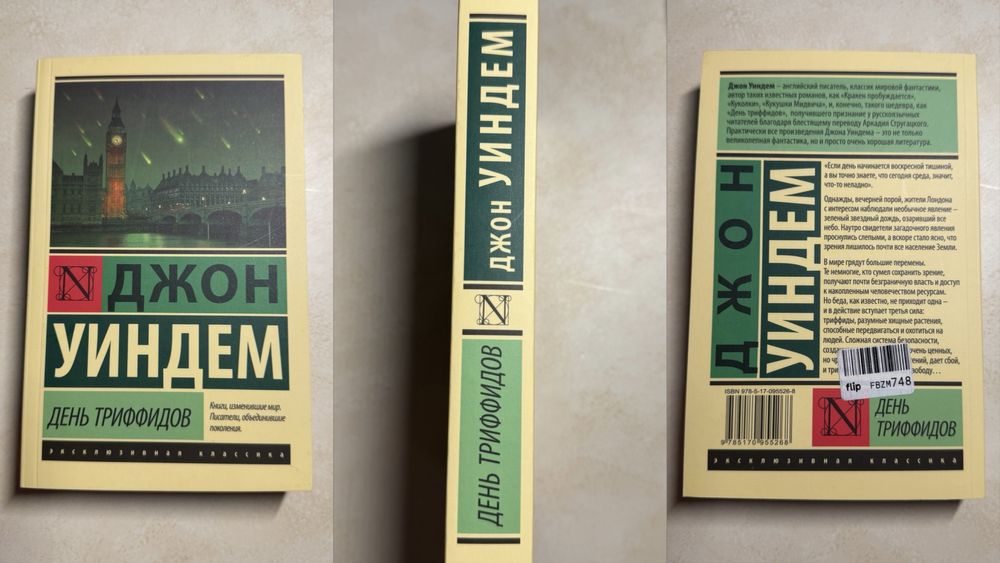 N
ДЖОН
УИНДЕМ
ДЕНЬ ТРИФФИДОВ
Книги, изменившие мир.
Писатели, объединившие
поколения.
эксклюзивная классика
ДЖОН УИНДЕМ
N
ДЕНЬ ТРИФФИДОВ
Джон Уиндем – английский писатель, классик мировой фантастики,
автор таких известных романов, как «Кракен пробуждается»,
«Куколки», «Кукушки Мидвича», и, конечно, такого шедевра, как
«День триффидов», получившего признание у русскоязычных
читателей благодаря блестящему переводу Аркадия Стругацкого.
Практически все произведения Джона Уиндема – это не только
великолепная фантастика, но и просто очень хорошая литература.
ДЖОН
УИНДЕМ
«Если день начинается воскресной тишиной,
а вы точно знаете, что сегодня среда, значит,
что-то неладно».
Однажды, вечерней порой, жители Лондона
с интересом наблюдали необычное явление –
зеленый звездный дождь, озаривший все
небо. Наутро свидетели загадочного явления
проснулись слепыми, а вскоре стало ясно, что
зрения лишилось почти все население Земли.
В мире грядут большие перемены.
Те немногие, кто сумел сохранить зрение,
получают почти безграничную власть и доступ
к накопленным человечеством ресурсам.
Но беда, как известно, не приходит одна –
и в действие вступает третья сила:
триффиды, разумные хищные растения,
способные передвигаться и охотиться на
людей. Сложная система безопасности,
очень ценных,
дает сбой,
flip FBZM748
ISBN 978-5-17-095526-8
9785170955268
N
ДЕНЬ
ТРИФФИДОВ
эксклюзивная классика